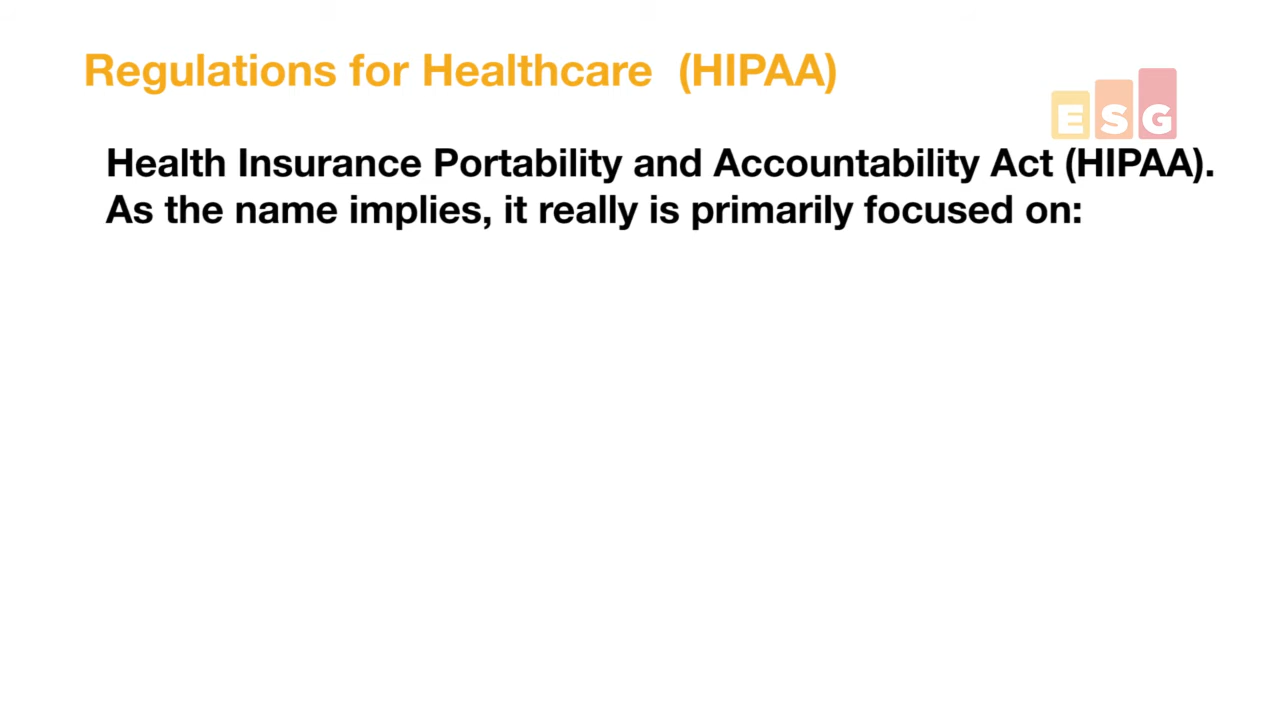 Regulations for Healthcare (HIPAA)
ESG
Health Insurance Portability and Accountability Act (HIPAA).
As the name implies, it really is primarily focused on: